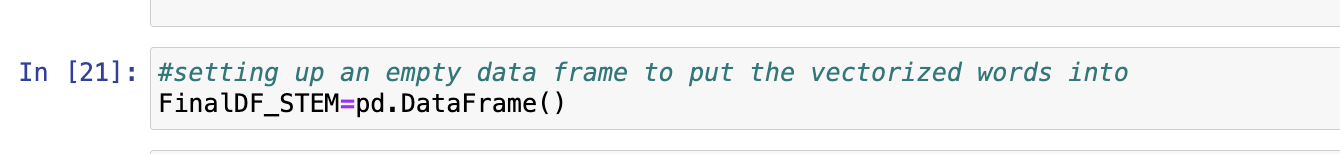 In [21]: #setting up an empty data frame to put the vectorized words into
FinalDF_STEM=pd.DataFrame()